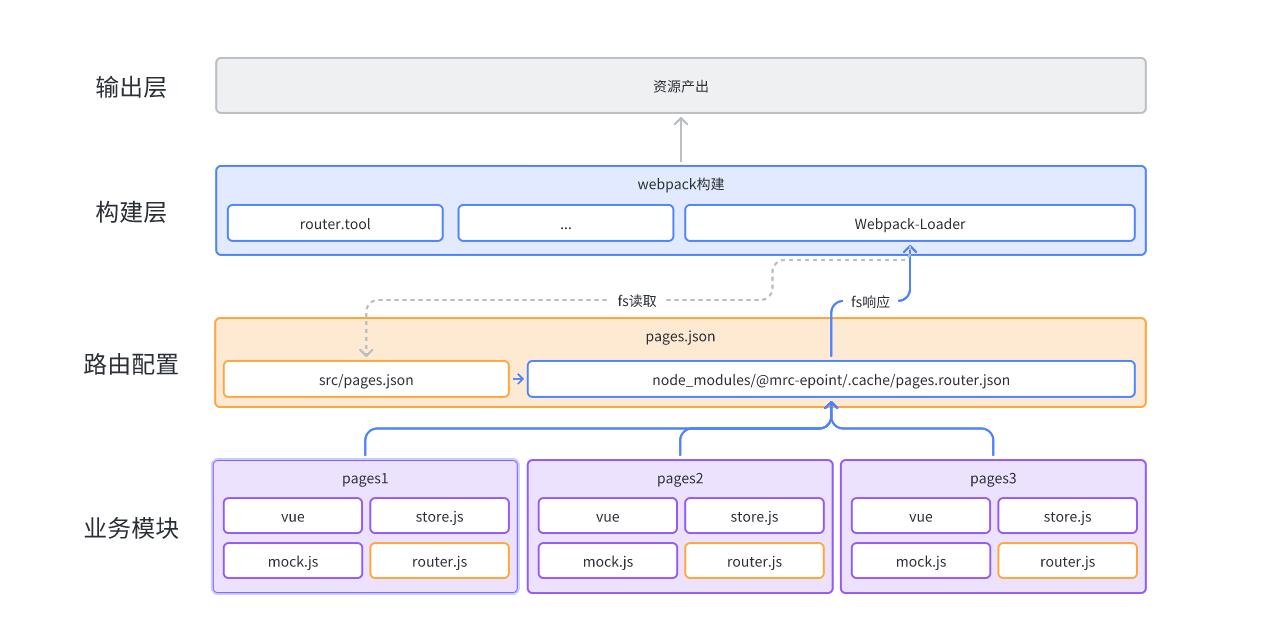 输出层
资源产出
构建层
webpack构建
router.tool
...
Webpack-Loader
fs读取
fs响应
路由配置
pages.json
src/pages.json
node_modules/@mrc-epoint/.cache/pages.router.json
业务模块
pages1
vue
store.js
mock.js
router.js
pages2
vue
store.js
mock.js
router.js
pages3
vue
store.js
mock.js
router.js